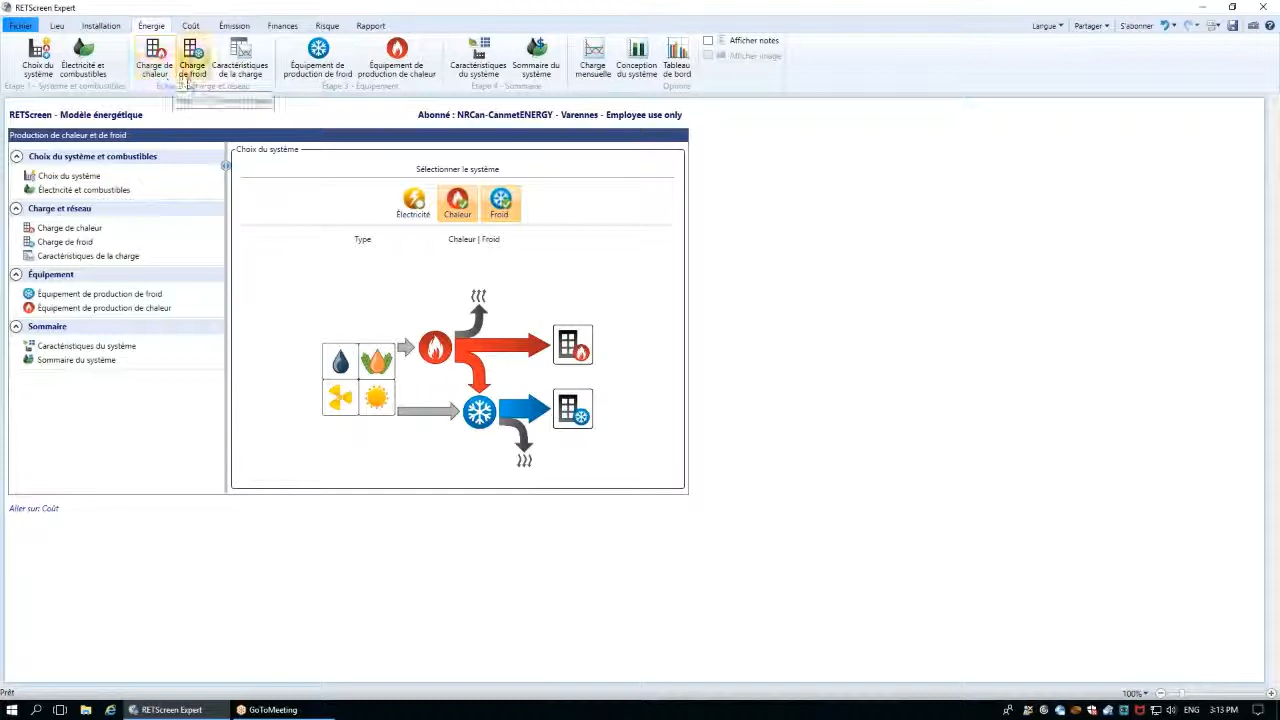 RETScreen Expert
Fichier Lieu Installation Énergie Coût Émission Finances Risque Rapport
Langue Partager S'abonner
Choix du système
Électricité et combustibles
Charge de chaleur
Charge de froid
Caractéristiques de la charge
Équipement de production de froid
Équipement de production de chaleur
Caractéristiques du système
Sommaire du système
Charge mensuelle
Conception du système
Tableau de bord
Afficher notes
Afficher image
Étape 1 - Système et combustibles
Étape 3 - Équipement
Étape 4 - Sommaire
Options
RETScreen - Modèle énergétique
Abonné : NRCan-CanmetENERGY - Varennes - Employee use only
Production de chaleur et de froid
Choix du système et combustibles
Choix du système
Électricité et combustibles
Charge et réseau
Charge de chaleur
Charge de froid
Caractéristiques de la charge
Équipement
Équipement de production de froid
Équipement de production de chaleur
Sommaire
Caractéristiques du système
Sommaire du système
Choix du système
Sélectionner le système
Électricité Chaleur Froid
Type Chaleur | Froid
Aller sur: Coût
Prêt
100%
RETScreen Expert
GoToMeeting
ENG 3:13 PM